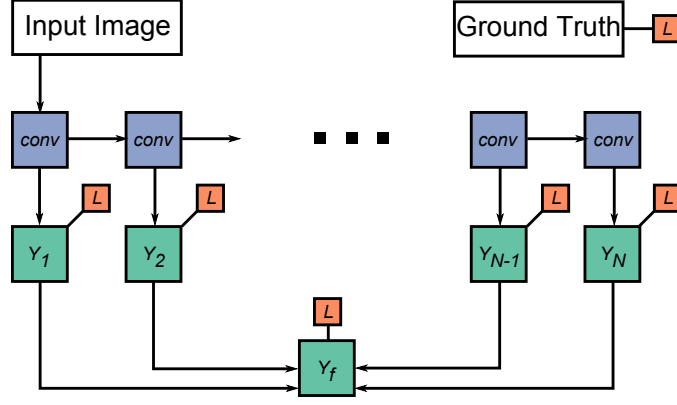 Input Image
Ground Truth
L
conv
conv
conv
conv
L
L
L
L
Y1
Y2
YN-1
YN
L
Yf